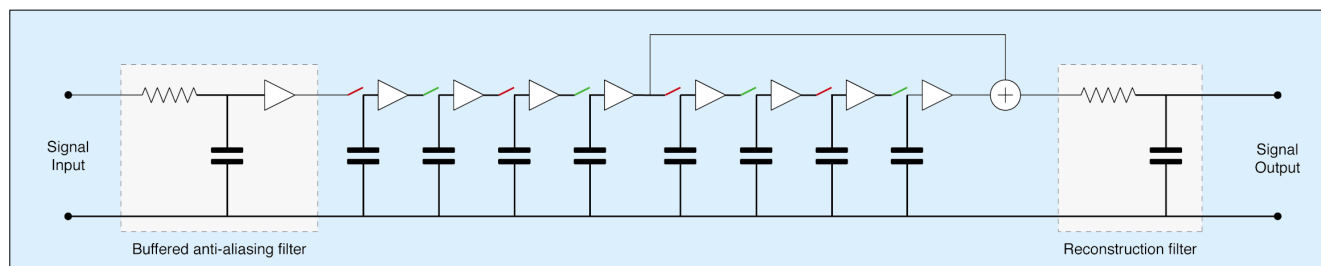 Signal
Input
Buffered anti-aliasing filter
Reconstruction filter
Signal
Output